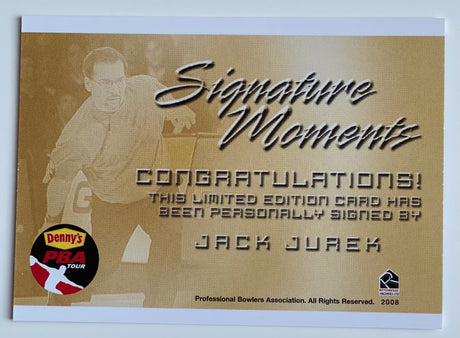 Signature
Moments
CONGRATULATIONS!
THIS LIMITED EDITION CARD HAS
BEEN PERSONALLY SIGNED BY
JACK JUREK
Denny's
PBA
TOUR
RITTENHOUSE
Professional Bowlers Association. All Rights Reserved.
2008